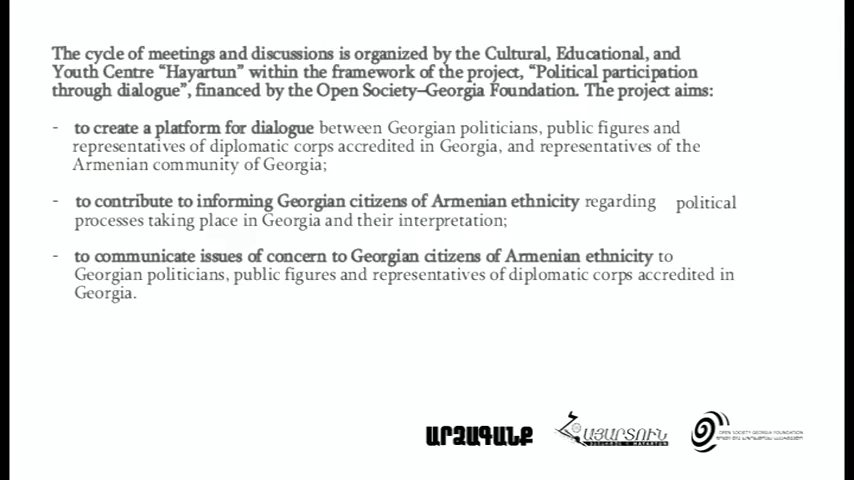 The cycle of meetings and discussions is organized by the Cultural, Educational, and
Youth Centre “Hayartun” within the framework of the project, “Political participation
through dialogue”, financed by the Open Society–Georgia Foundation. The project aims:
- to create a platform for dialogue between Georgian politicians, public figures and
representatives of diplomatic corps accredited in Georgia, and representatives of the
Armenian community of Georgia;
- to contribute to informing Georgian citizens of Armenian ethnicity regarding political
processes taking place in Georgia and their interpretation;
- to communicate issues of concern to Georgian citizens of Armenian ethnicity to
Georgian politicians, public figures and representatives of diplomatic corps accredited in
Georgia.
ԱՐՁԱԳԱՆՔ
ՀԱՅԱՐՏՈՒՆ
OPEN SOCIETY GEORGIA FOUNDATION